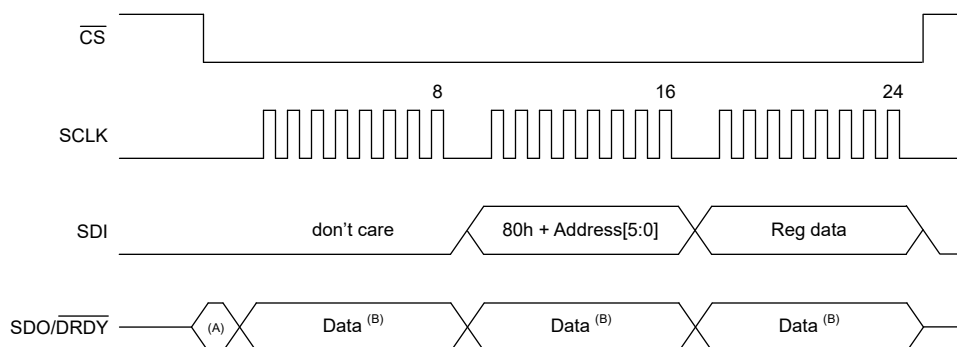 CS
8 16 24
SCLK
SDI don't care 80h + Address[5:0] Reg data
SDO/DRDY (A) Data (B) Data (B) Data (B)